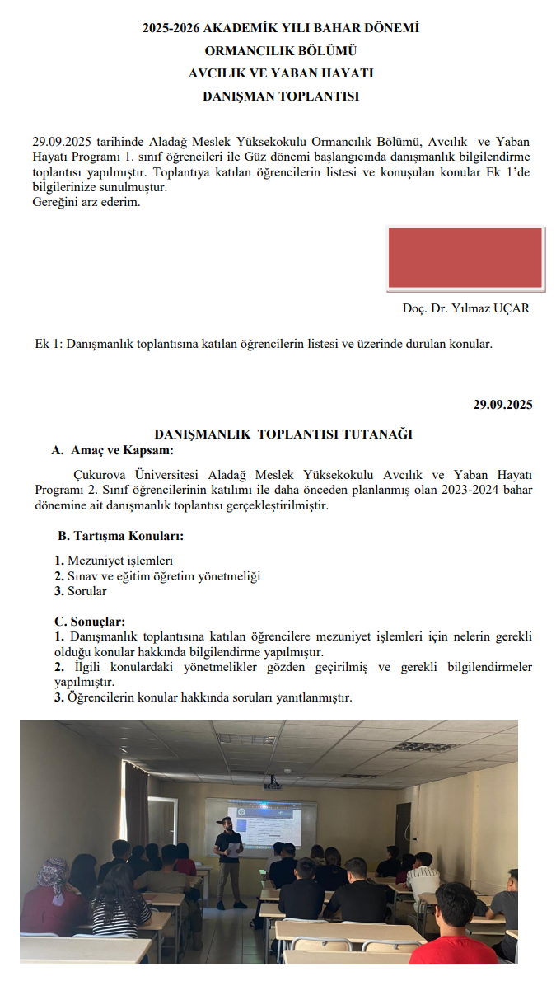 2025-2026 AKADEMİK YILI BAHAR DÖNEMİ
ORMANCILIK BÖLÜMÜ
AVCILIK VE YABAN HAYATI
DANIŞMAN TOPLANTISI
29.09.2025 tarihinde Aladağ Meslek Yüksekokulu Ormancılık Bölümü, Avcılık ve Yaban
Hayatı Programı 1. sınıf öğrencileri ile Güz dönemi başlangıcında danışmanlık bilgilendirme
toplantısı yapılmıştır. Toplantıya katılan öğrencilerin listesi ve konuşulan konular Ek 1’de
bilgilerinize sunulmuştur.
Gereğini arz ederim.
Doç. Dr. Yılmaz UÇAR
Ek 1: Danışmanlık toplantısına katılan öğrencilerin listesi ve üzerinde durulan konular.
29.09.2025
DANIŞMANLIK TOPLANTISI TUTANAĞI
A. Amaç ve Kapsam:
Çukurova Üniversitesi Aladağ Meslek Yüksekokulu Avcılık ve Yaban Hayatı
Programı 2. Sınıf öğrencilerinin katılımı ile daha önceden planlanmış olan 2023-2024 bahar
dönemine ait danışmanlık toplantısı gerçekleştirilmiştir.
B. Tartışma Konuları:
1. Mezuniyet işlemleri
2. Sınav ve eğitim öğretim yönetmeliği
3. Sorular
C. Sonuçlar:
1. Danışmanlık toplantısına katılan öğrencilere mezuniyet işlemleri için nelerin gerekli
olduğu konular hakkında bilgilendirme yapılmıştır.
2. İlgili konulardaki yönetmelikler gözden geçirilmiş ve gerekli bilgilendirmeler
yapılmıştır.
3. Öğrencilerin konular hakkında soruları yanıtlanmıştır.